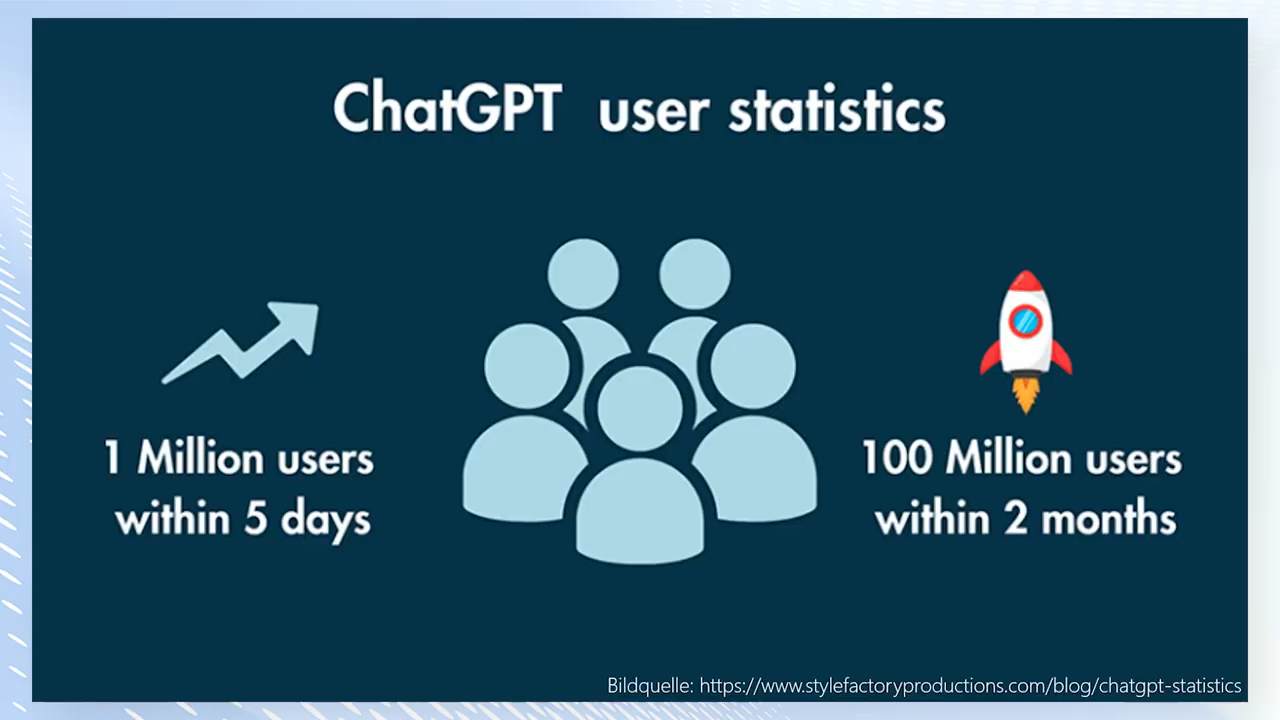 ChatGPT user statistics
1 Million users
within 5 days
100 Million users
within 2 months
Bildquelle: https://www.stylefactoryproductions.com/blog/chatgpt-statistics